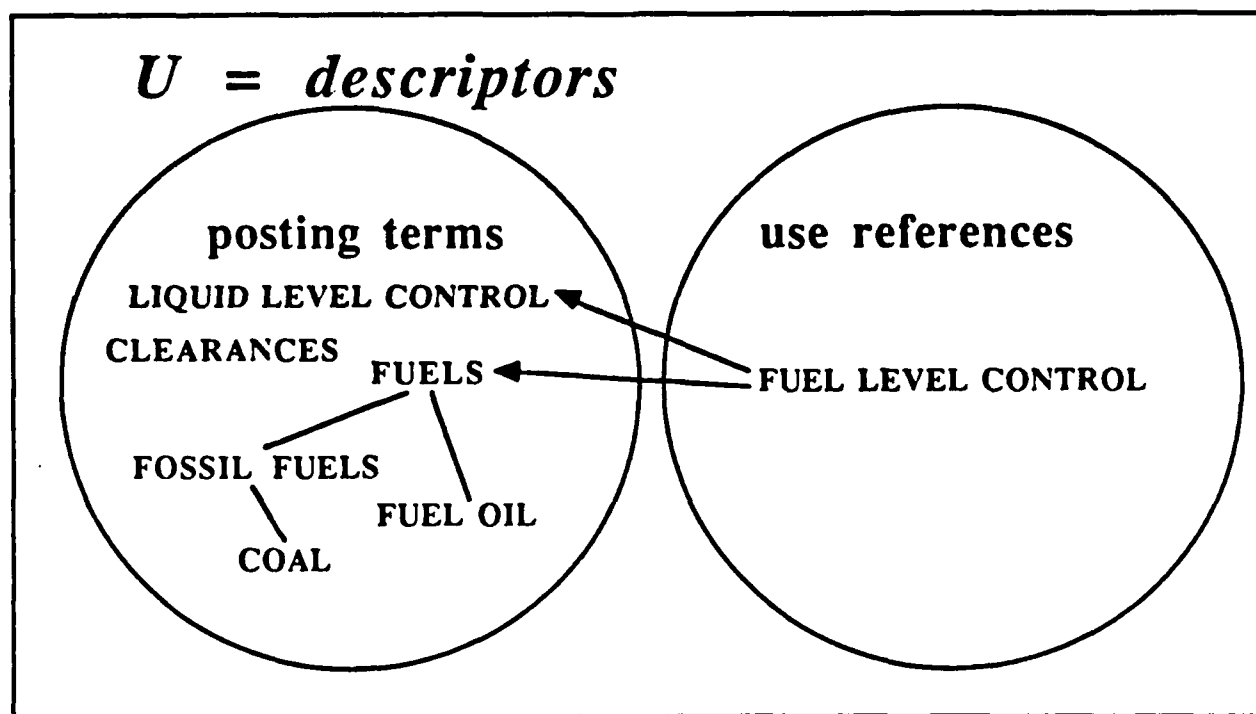 U = descriptors
posting terms
use references
LIQUID LEVEL CONTROL
CLEARANCES
FUELS
FUEL LEVEL CONTROL
FOSSIL FUELS
FUEL OIL
COAL